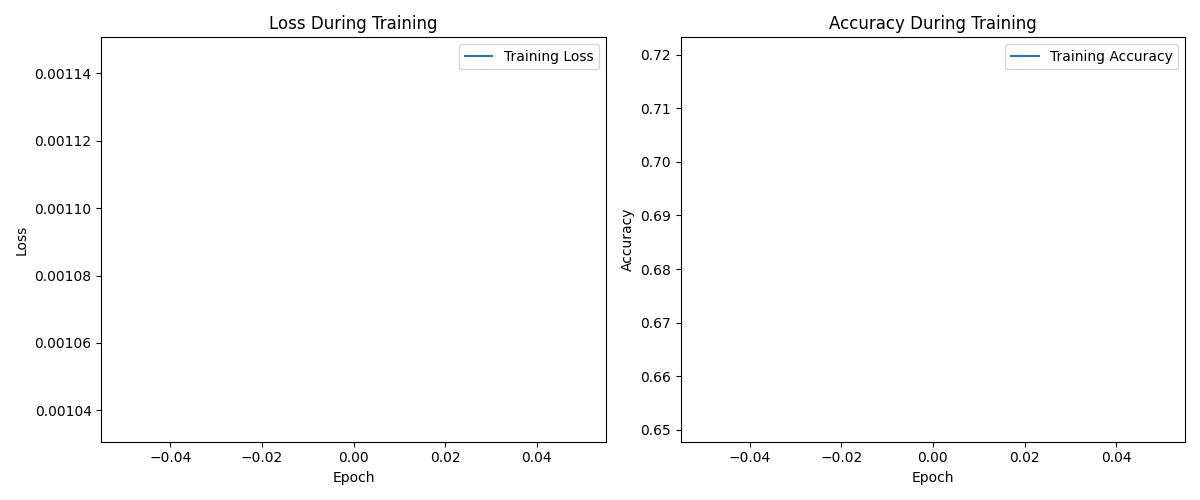 Loss During Training
Training Loss
0.00114
0.00112
0.00110
0.00108
0.00106
0.00104
Loss
−0.04 −0.02 0.00 0.02 0.04
Epoch
Accuracy During Training
Training Accuracy
0.72
0.71
0.70
0.69
0.68
0.67
0.66
0.65
Accuracy
−0.04 −0.02 0.00 0.02 0.04
Epoch